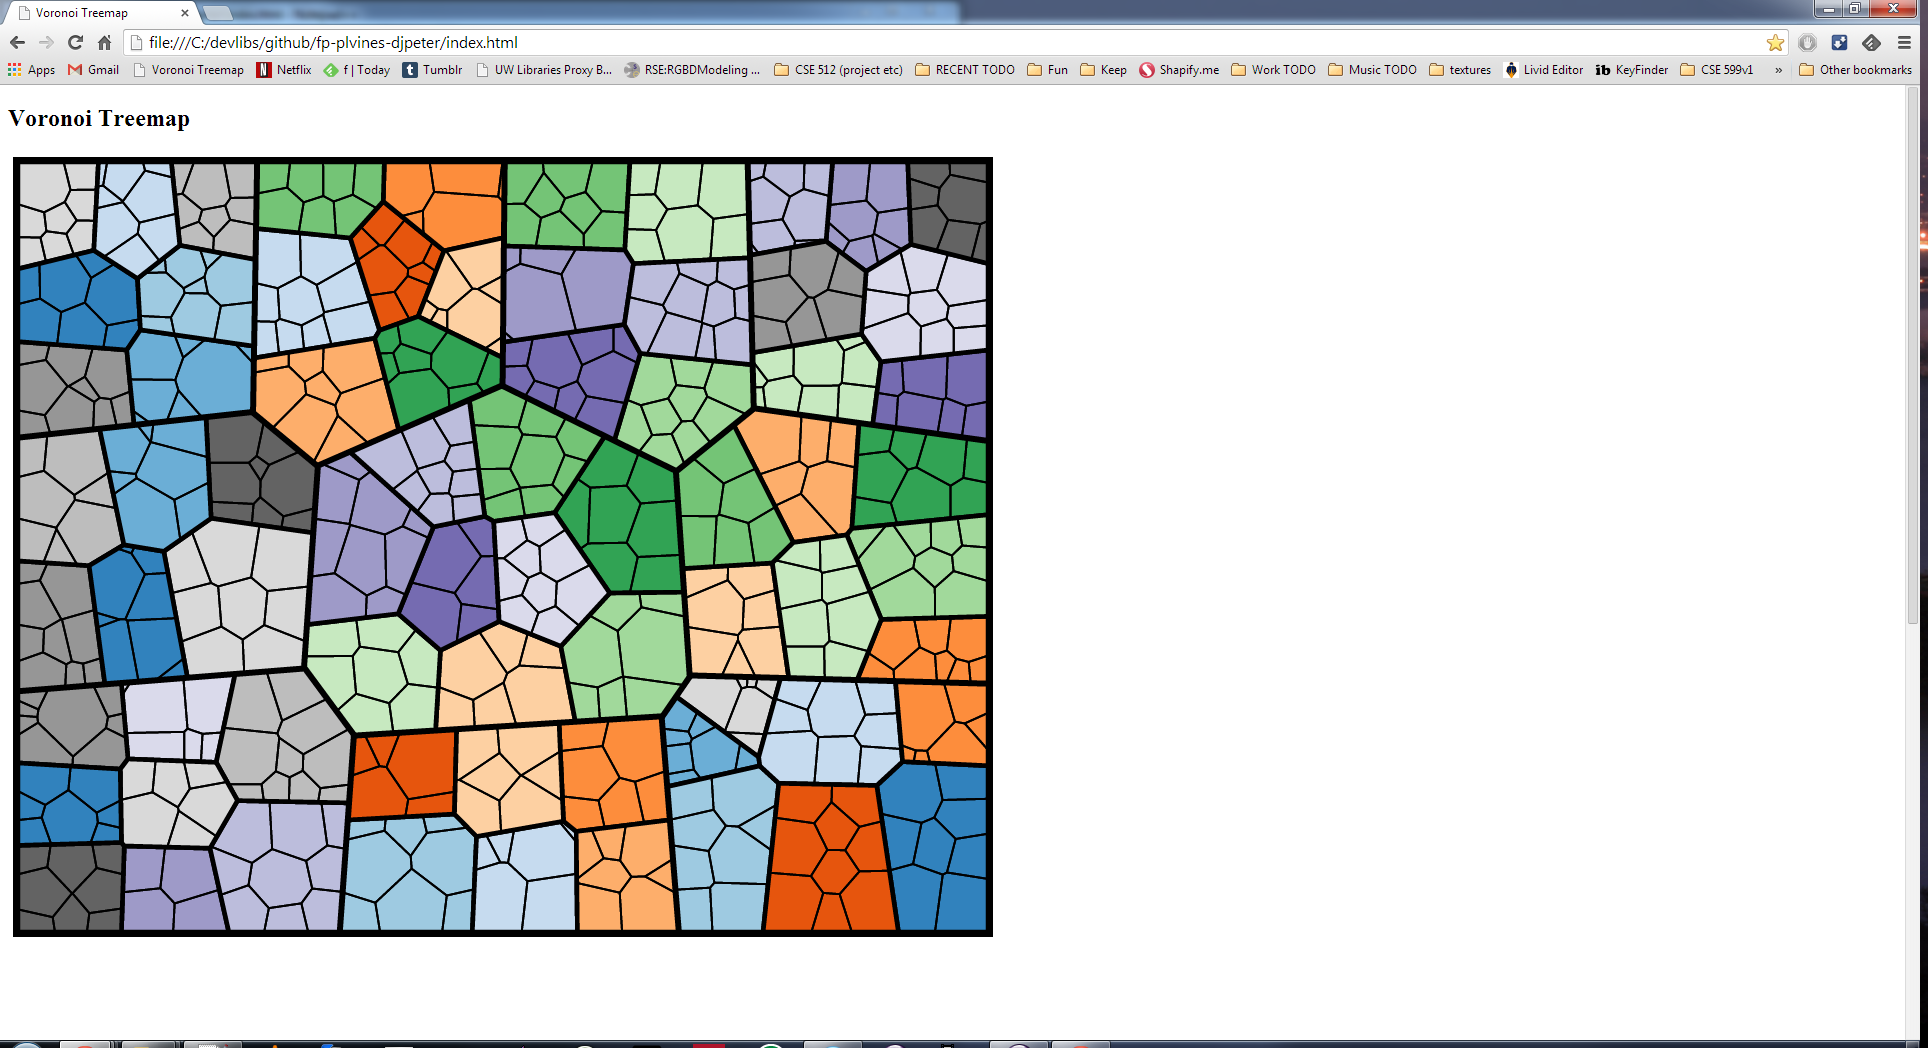 Voronoi Treemap
file:///C:/devlibs/github/fp-plvines-djpeter/index.html
Apps Gmail Voronoi Treemap Netflix f | Today Tumblr UW Libraries Proxy B... RSE:RGBDModeling ... CSE 512 (project etc) RECENT TODO Fun Keep Shapify.me Work TODO Music TODO textures Livid Editor KeyFinder CSE 599v1 » Other bookmarks
Voronoi Treemap